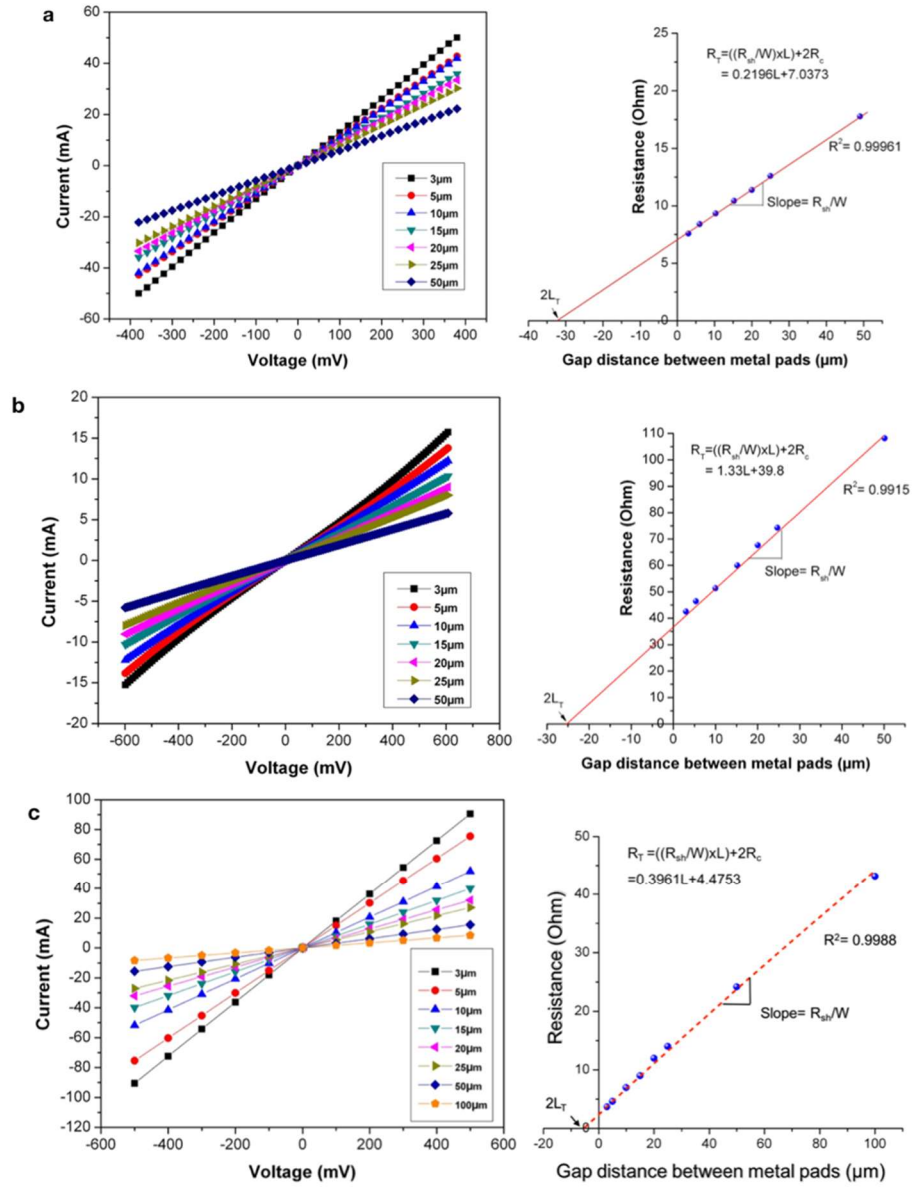 a
Current (mA)
60
40
20
0
-20
-40
-60
-400 -300 -200 -100 0 100 200 300 400
Voltage (mV)
3µm
5µm
10µm
15µm
20µm
25µm
50µm
Resistance (Ohm)
25
20
15
10
5
0
-40 -30 -20 -10 0 10 20 30 40 50
Gap distance between metal pads (µm)
R_T=((R_sh/W)xL)+2R_c
= 0.2196L+7.0373
R²= 0.99961
Slope= R_sh/W
2L_T
b
Current (mA)
20
15
10
5
0
-5
-10
-15
-20
-600 -400 -200 0 200 400 600 800
Voltage (mV)
3µm
5µm
10µm
15µm
20µm
25µm
50µm
Resistance (Ohm)
110
100
90
80
70
60
50
40
30
20
10
0
-30 -20 -10 0 10 20 30 40 50
Gap distance between metal pads (µm)
R_T=((R_sh/W)xL)+2R_c
= 1.33L+39.8
R²= 0.9915
Slope= R_sh/W
2L_T
c
Current (mA)
100
80
60
40
20
0
-20
-40
-60
-80
-100
-120
-600 -400 -200 0 200 400 600
Voltage (mV)
3µm
5µm
10µm
15µm
20µm
25µm
50µm
100µm
Resistance (Ohm)
50
40
30
20
10
0
-20 0 20 40 60 80 100
Gap distance between metal pads (µm)
R_T =((R_sh/W)xL)+2R_c
=0.3961L+4.4753
R²= 0.9988
Slope= R_sh/W
2L_T